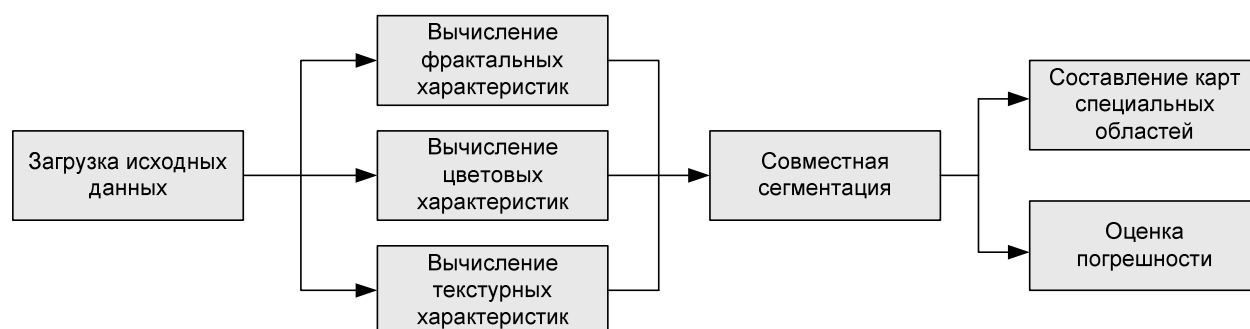 Загрузка исходных
данных
Вычисление
фрактальных
характеристик
Вычисление
цветовых
характеристик
Вычисление
текстурных
характеристик
Совместная
сегментация
Составление карт
специальных
областей
Оценка
погрешности